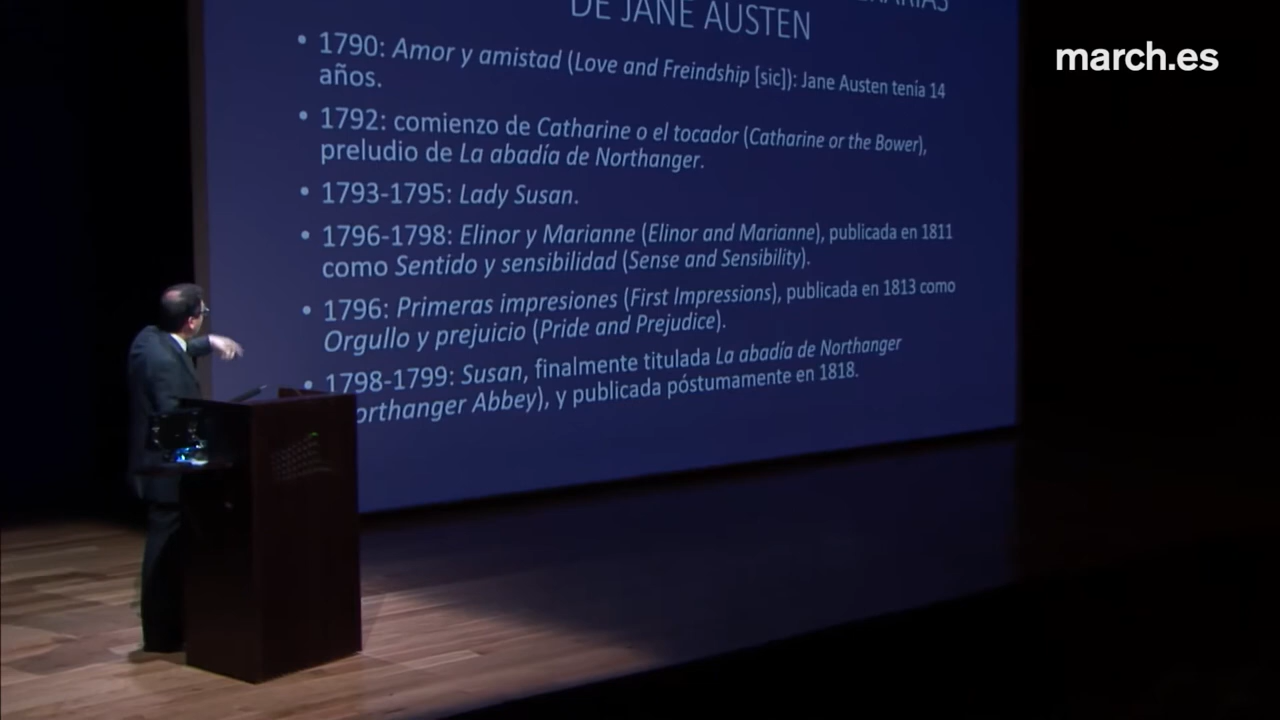 DE JANE AUSTEN
march.es
• 1790: Amor y amistad (Love and Freindship [sic]): Jane Austen tenía 14
años.
• 1792: comienzo de Catharine o el tocador (Catharine or the Bower),
preludio de La abadía de Northanger.
• 1793-1795: Lady Susan.
• 1796-1798: Elinor y Marianne (Elinor and Marianne), publicada en 1811
como Sentido y sensibilidad (Sense and Sensibility).
• 1796: Primeras impresiones (First Impressions), publicada en 1813 como
Orgullo y prejuicio (Pride and Prejudice).
• 1798-1799: Susan, finalmente titulada La abadía de Northanger
orthanger Abbey), y publicada póstumamente en 1818.